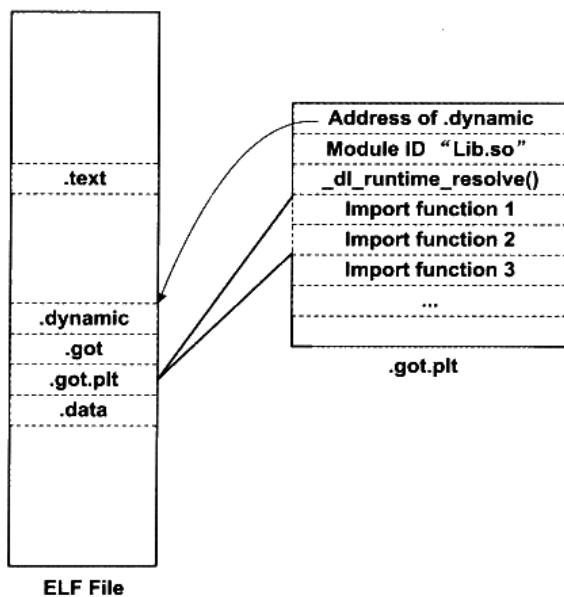 .text
.dynamic
.got
.got.plt
.data
ELF File
Address of .dynamic
Module ID “Lib.so”
_dl_runtime_resolve()
Import function 1
Import function 2
Import function 3
...
.got.plt